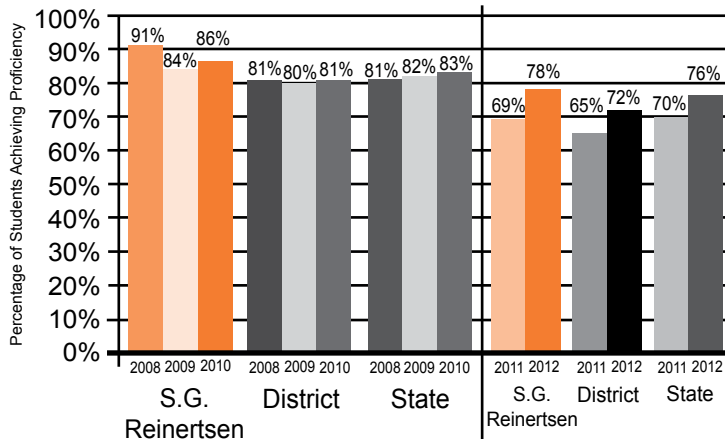 Percentage of Students Achieving Proficiency
100%
90%
80%
70%
60%
50%
40%
30%
20%
10%
0%
91%
84%
86%
81%
80%
81%
81%
82%
83%
69%
78%
65%
72%
70%
76%
2008 2009 2010
2008 2009 2010
2008 2009 2010
2011 2012
2011 2012
2011 2012
S.G.
Reinertsen
District
State
S.G.
Reinertsen
District
State